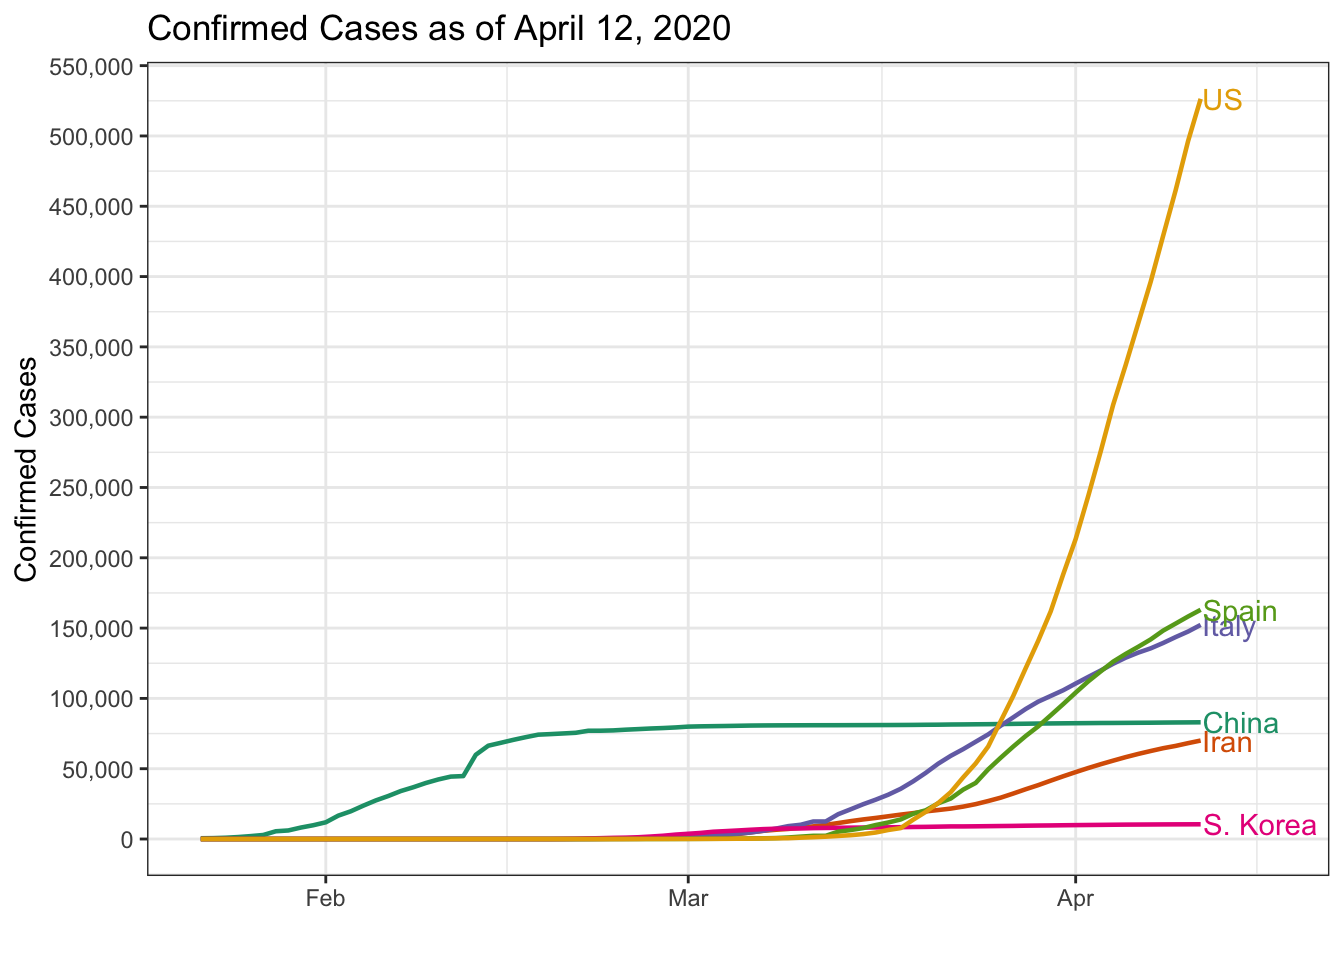 Confirmed Cases as of April 12, 2020
Confirmed Cases
550,000
500,000
450,000
400,000
350,000
300,000
250,000
200,000
150,000
100,000
50,000
0
US
Spain
Italy
China
Iran
S. Korea
Feb
Mar
Apr